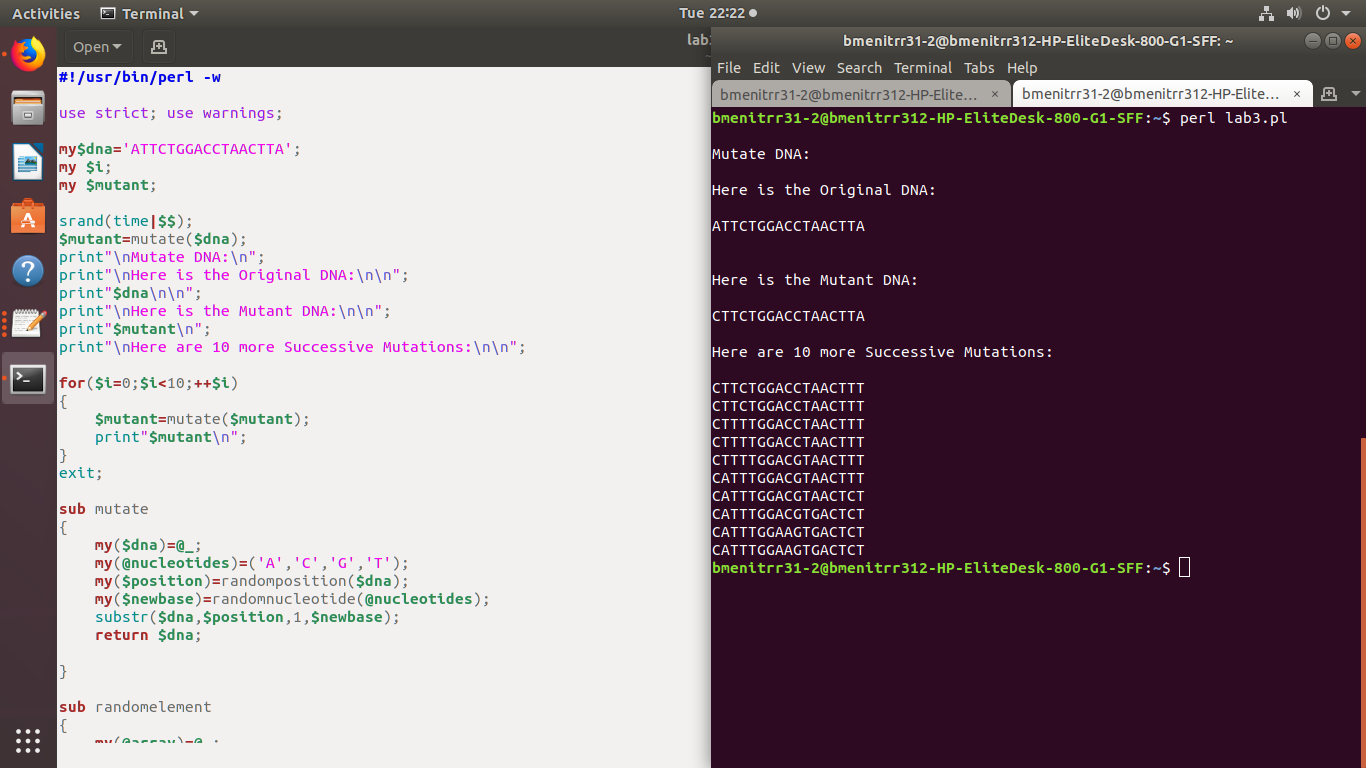 Activities Terminal Tue 22:22
Open
lab3
#!/usr/bin/perl -w
use strict; use warnings;
my$dna='ATTCTGGACCTAACTTA';
my $i;
my $mutant;
srand(time|$$);
$mutant=mutate($dna);
print"\nMutate DNA:\n";
print"\nHere is the Original DNA:\n\n";
print"$dna\n\n";
print"\nHere is the Mutant DNA:\n\n";
print"$mutant\n";
print"\nHere are 10 more Successive Mutations:\n\n";
for($i=0;$i<10;++$i)
{
$mutant=mutate($mutant);
print"$mutant\n";
}
exit;
sub mutate
{
my($dna)=@_;
my(@nucleotides)=('A','C','G','T');
my($position)=randomposition($dna);
my($newbase)=randomnucleotide(@nucleotides);
substr($dna,$position,1,$newbase);
return $dna;
}
sub randomelement
{
my(@array)=@_;
bmenitrr31-2@bmenitrr312-HP-EliteDesk-800-G1-SFF: ~
File Edit View Search Terminal Tabs Help
bmenitrr31-2@bmenitrr312-HP-Elite... × bmenitrr31-2@bmenitrr312-HP-Elite... ×
bmenitrr31-2@bmenitrr312-HP-EliteDesk-800-G1-SFF:~$ perl lab3.pl
Mutate DNA:
Here is the Original DNA:
ATTCTGGACCTAACTTA
Here is the Mutant DNA:
CTTCTGGACCTAACTTA
Here are 10 more Successive Mutations:
CTTCTGGACCTAACTTT
CTTCTGGACCTAACTTT
CTTTTGGACCTAACTTT
CTTTTGGACCTAACTTT
CTTTTGGACGTAACTTT
CATTTGGACGTAACTTT
CATTTGGACGTAACTCT
CATTTGGACGTGACTCT
CATTTGGAAGTGACTCT
CATTTGGAAGTGACTCT
bmenitrr31-2@bmenitrr312-HP-EliteDesk-800-G1-SFF:~$